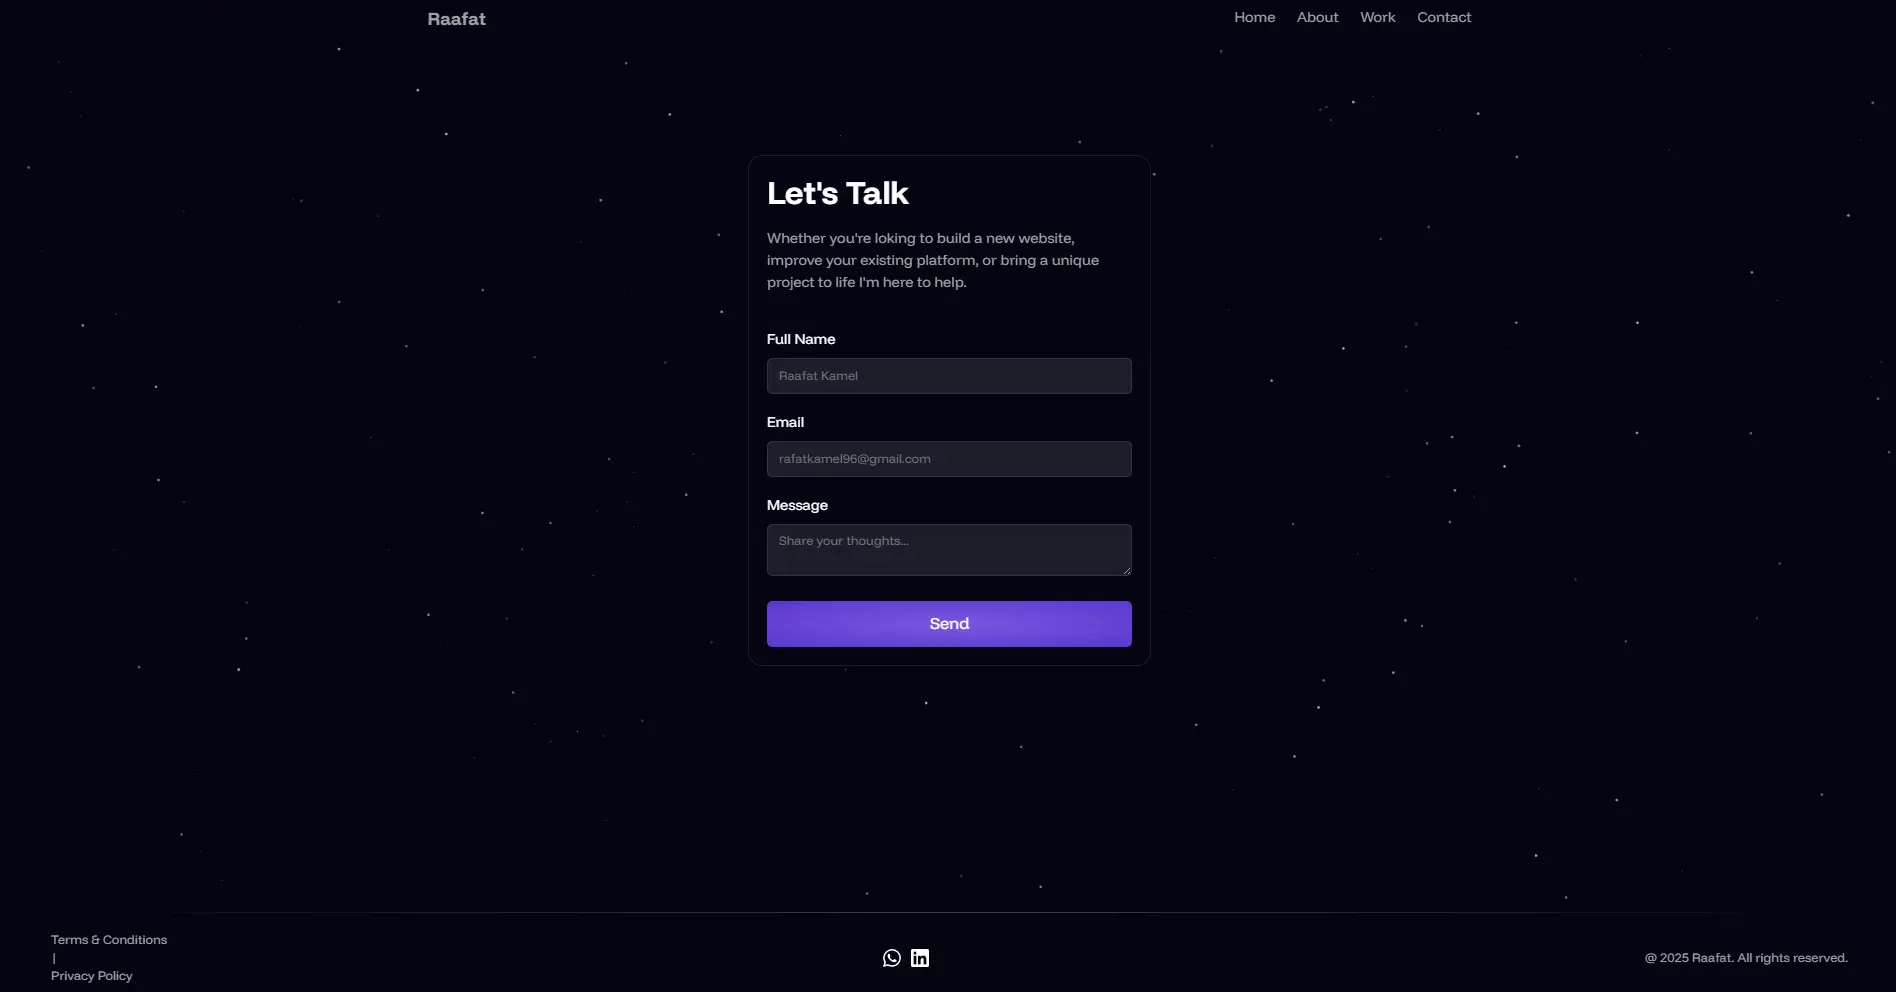 Raafat
Home About Work Contact
Let's Talk
Whether you're loking to build a new website,
improve your existing platform, or bring a unique
project to life I'm here to help.
Full Name
Raafat Kamel
Email
rafatkamel96@gmail.com
Message
Share your thoughts...
Send
Terms & Conditions
|
Privacy Policy
@ 2025 Raafat. All rights reserved.